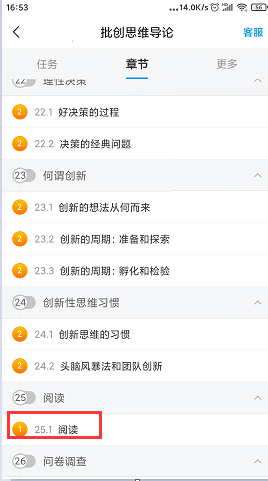 16:53
...14.0K/s 56
批创思维导论 客服
任务 章节 更多
22 理性决策
2 22.1 好决策的过程
2 22.2 决策的经典问题
23 何谓创新
2 23.1 创新的想法从何而来
2 23.2 创新的周期：准备和探索
2 23.3 创新的周期：孵化和检验
24 创新性思维习惯
2 24.1 创新思维的习惯
2 24.2 头脑风暴法和团队创新
25 阅读
1 25.1 阅读
26 问卷调查